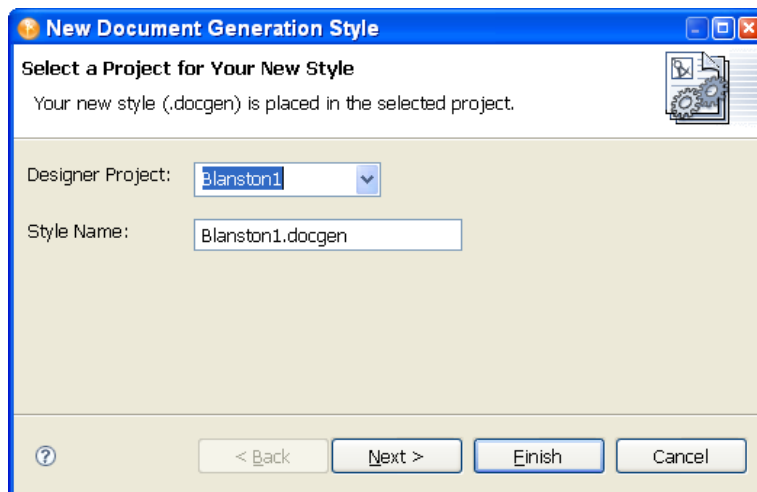 New Document Generation Style
Select a Project for Your New Style
Your new style (.docgen) is placed in the selected project.
Designer Project: Blanston1
Style Name: Blanston1.docgen
? < Back Next > Finish Cancel